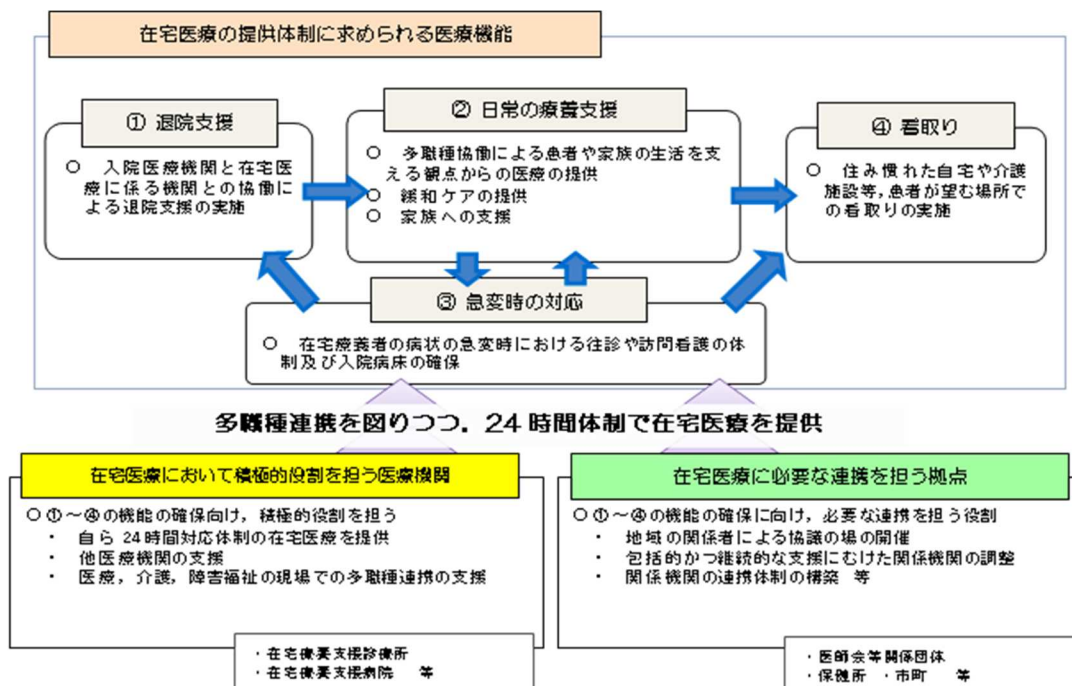 在宅医療の提供体制に求められる医療機能
① 退院支援
○ 入院医療機関と在宅医
療に係る機関との協働に
よる退院支援の実施
② 日常の療養支援
○ 多職種協働による患者や家族の生活を支
える観点からの医療の提供
○ 緩和ケアの提供
○ 家族への支援
④ 看取り
○ 住み慣れた自宅や介護
施設等，患者が望む場所で
の看取りの実施
③ 急変時の対応
○ 在宅療養者の病状の急変時における往診や訪問看護の体
制及び入院病床の確保
多職種連携を図りつつ，24時間体制で在宅医療を提供
在宅医療において積極的役割を担う医療機関
○ ①～④の機能の確保向け，積極的役割を担う
・ 自ら24時間対応体制の在宅医療を提供
・ 他医療機関の支援
・ 医療，介護，障害福祉の現場での多職種連携の支援
・在宅療養支援診療所
・在宅療養支援病院 等
在宅医療に必要な連携を担う拠点
○ ①～④の機能の確保に向け，必要な連携を担う役割
・ 地域の関係者による協議の場の開催
・ 包括的かつ継続的な支援にむけた関係機関の調整
・ 関係機関の連携体制の構築 等
・医師会等関係団体
・保健所 ・市町 等